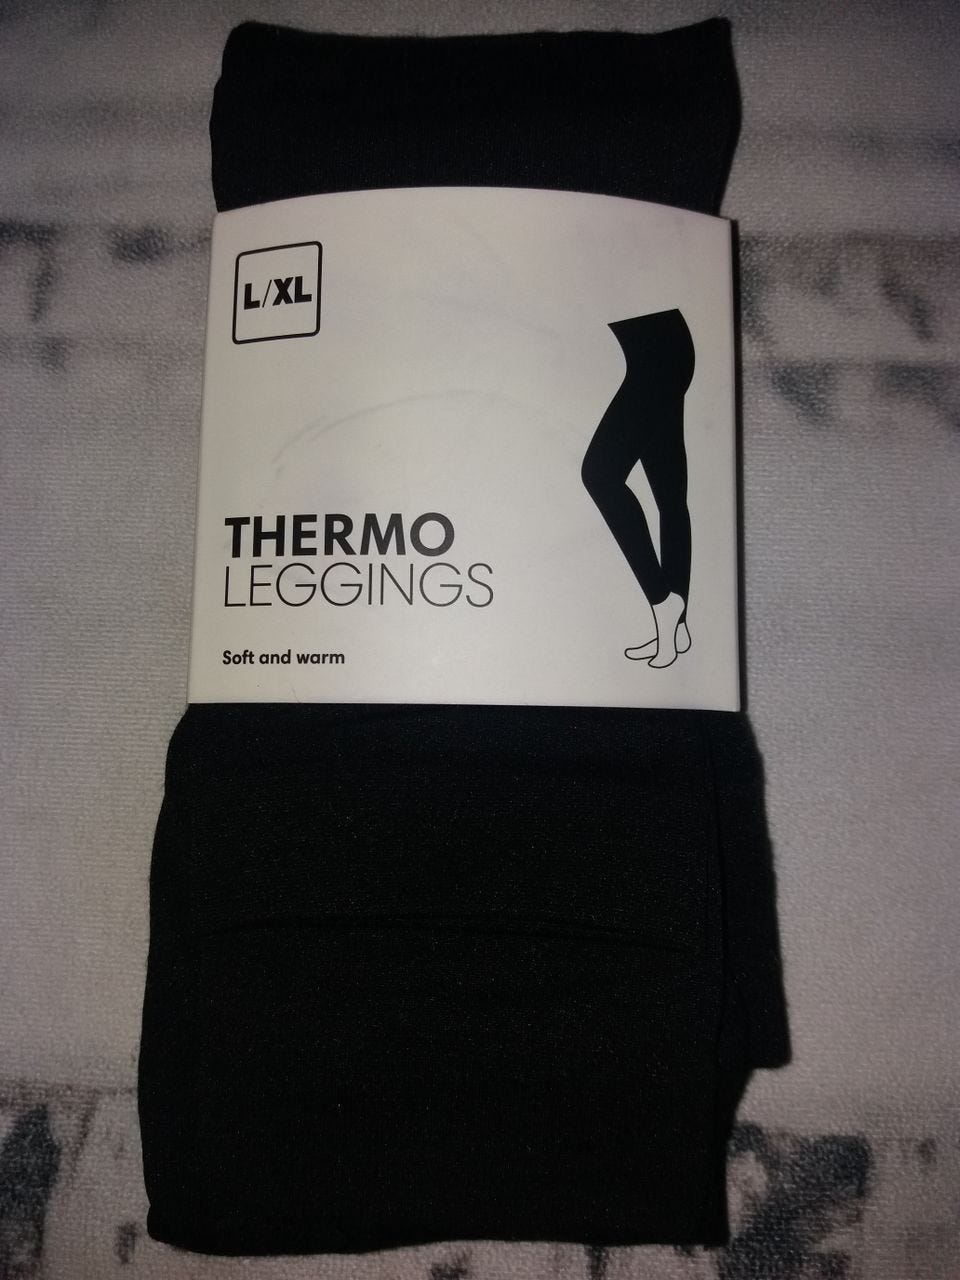 L/XL
THERMO
LEGGINGS
Soft and warm